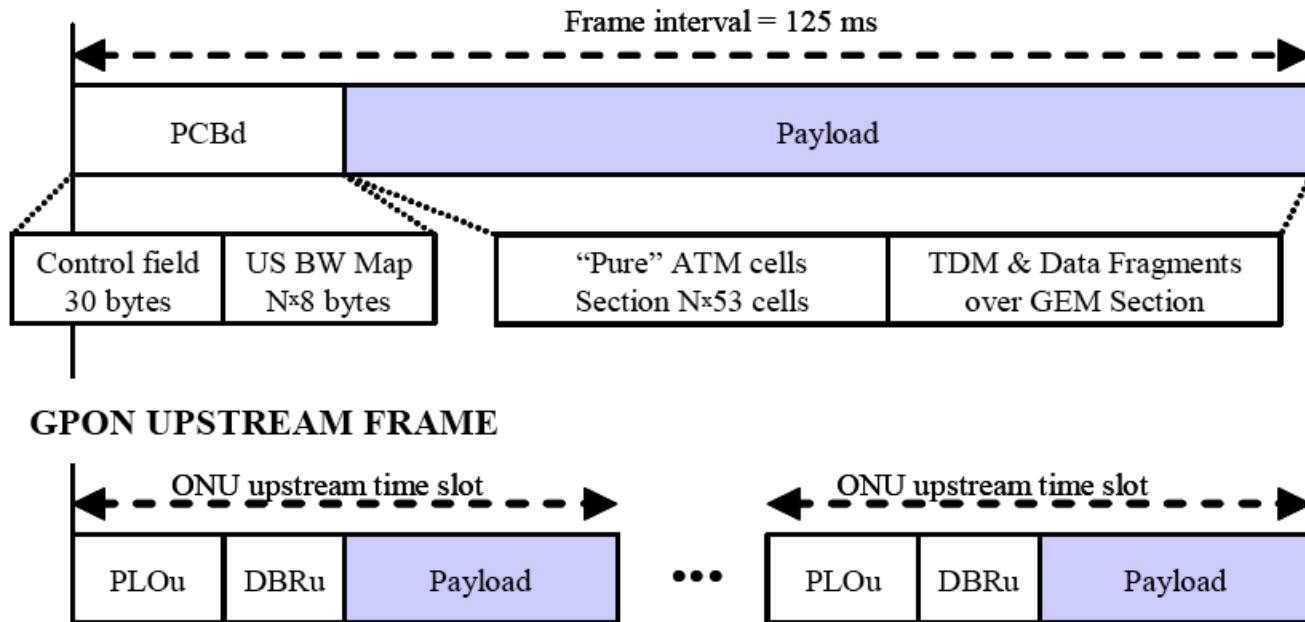 Frame interval = 125 ms
PCBd
Payload
Control field
30 bytes
US BW Map
Nˣ8 bytes
“Pure” ATM cells
Section Nˣ53 cells
TDM & Data Fragments
over GEM Section
GPON UPSTREAM FRAME
ONU upstream time slot
ONU upstream time slot
PLOu
DBRu
Payload
•••
PLOu
DBRu
Payload